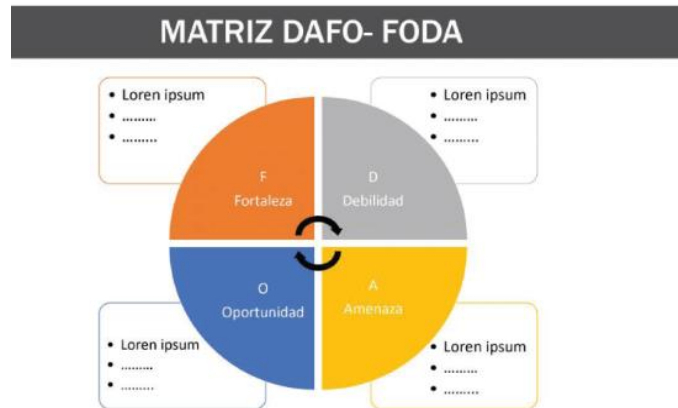 MATRIZ DAFO- FODA
• Loren ipsum
• .........
• .........
• Loren ipsum
• .........
• .........
F
Fortaleza
D
Debilidad
O
Oportunidad
A
Amenaza
• Loren ipsum
• .........
• .........
• Loren ipsum
• .........
• .........